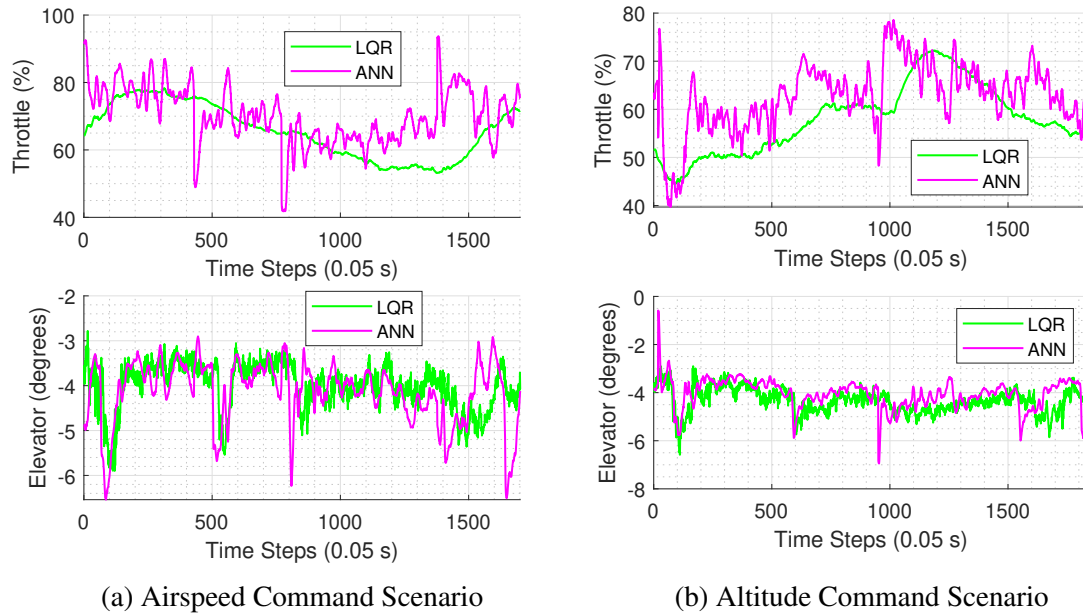 100
80
60
40
Throttle (%)
LQR
ANN
0 500 1000 1500
Time Steps (0.05 s)
80
70
60
50
40
Throttle (%)
LQR
ANN
0 500 1000 1500
Time Steps (0.05 s)
-2
-3
-4
-5
-6
Elevator (degrees)
LQR
ANN
0 500 1000 1500
Time Steps (0.05 s)
0
-2
-4
-6
-8
Elevator (degrees)
LQR
ANN
0 500 1000 1500
Time Steps (0.05 s)
(a) Airspeed Command Scenario
(b) Altitude Command Scenario